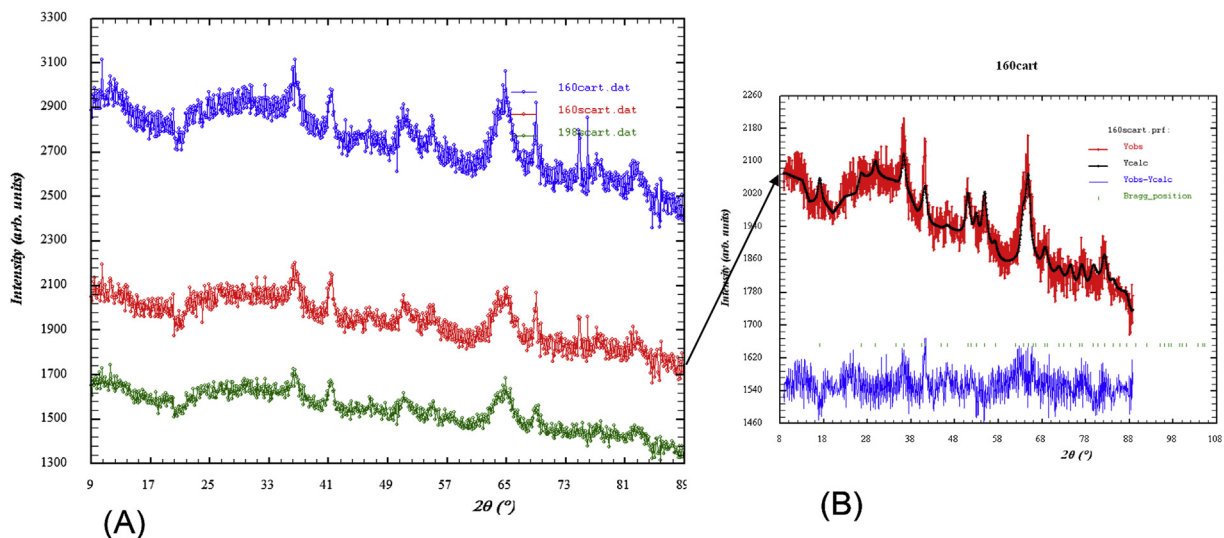 3300
3100
2900
2700
2500
2300
2100
1900
1700
1500
1300
Intensity (arb. units)
160cart.dat
160scart.dat
198scart.dat
9 17 25 33 41 49 57 65 73 81 85
2θ (°)
(A)
160cart
2260
2180
2100
2020
1940
1860
1780
1700
1620
1540
1460
Intensity (arb. units)
160scart.prf:
Yobs
Ycalc
Yobs-Ycalc
Bragg_position
8 18 28 38 48 58 68 78 88 98 108
2θ (°)
(B)